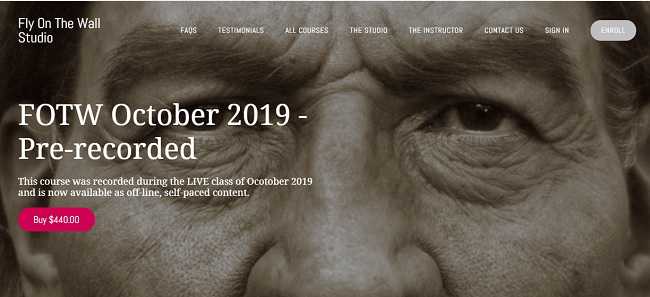 Fly On The Wall
Studio
FAQS TESTIMONIALS ALL COURSES THE STUDIO THE INSTRUCTOR CONTACT US SIGN IN ENROLL
FOTW October 2019 -
Pre-recorded
This course was recorded during the LIVE class of Ocotober 2019
and is now available as off-line, self-paced content.
Buy $440.00